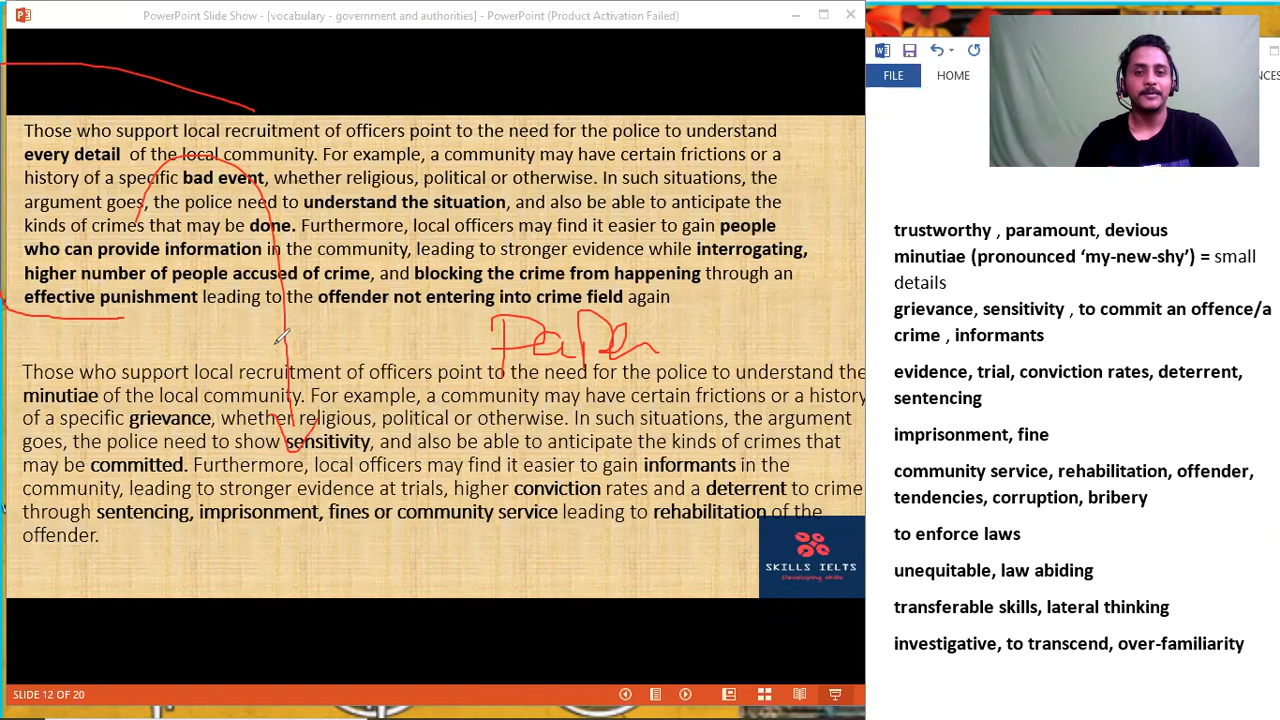 PowerPoint Slide Show - [vocabulary - government and authorities] - PowerPoint (Product Activation Failed)
FILE
HOME
Those who support local recruitment of officers point to the need for the police to understand
every detail of the local community. For example, a community may have certain frictions or a
history of a specific bad event, whether religious, political or otherwise. In such situations, the
argument goes, the police need to understand the situation, and also be able to anticipate the
kinds of crimes that may be done. Furthermore, local officers may find it easier to gain people
who can provide information in the community, leading to stronger evidence while interrogating,
higher number of people accused of crime, and blocking the crime from happening through an
effective punishment leading to the offender not entering into crime field again
Those who support local recruitment of officers point to the need for the police to understand the
minutiae of the local community. For example, a community may have certain frictions or a history
of a specific grievance, whether religious, political or otherwise. In such situations, the argument
goes, the police need to show sensitivity, and also be able to anticipate the kinds of crimes that
may be committed. Furthermore, local officers may find it easier to gain informants in the
community, leading to stronger evidence at trials, higher conviction rates and a deterrent to crime
through sentencing, imprisonment, fines or community service leading to rehabilitation of the
offender.
SKILLS IELTS
Developing skills
SLIDE 12 OF 20
trustworthy , paramount, devious
minutiae (pronounced ‘my-new-shy’) = small
details
grievance, sensitivity , to commit an offence/a
crime , informants
evidence, trial, conviction rates, deterrent,
sentencing
imprisonment, fine
community service, rehabilitation, offender,
tendencies, corruption, bribery
to enforce laws
unequitable, law abiding
transferable skills, lateral thinking
investigative, to transcend, over-familiarity